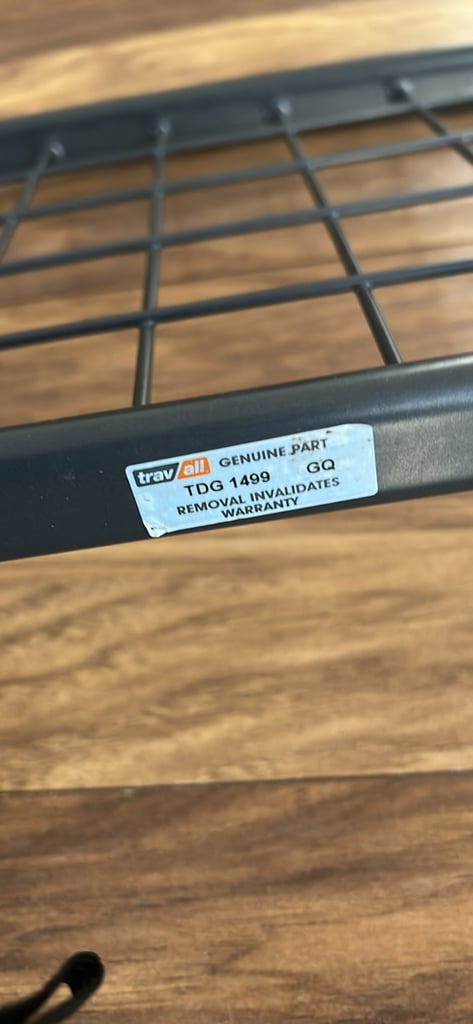 travall GENUINE PART
TDG 1499 GQ
REMOVAL INVALIDATES
WARRANTY